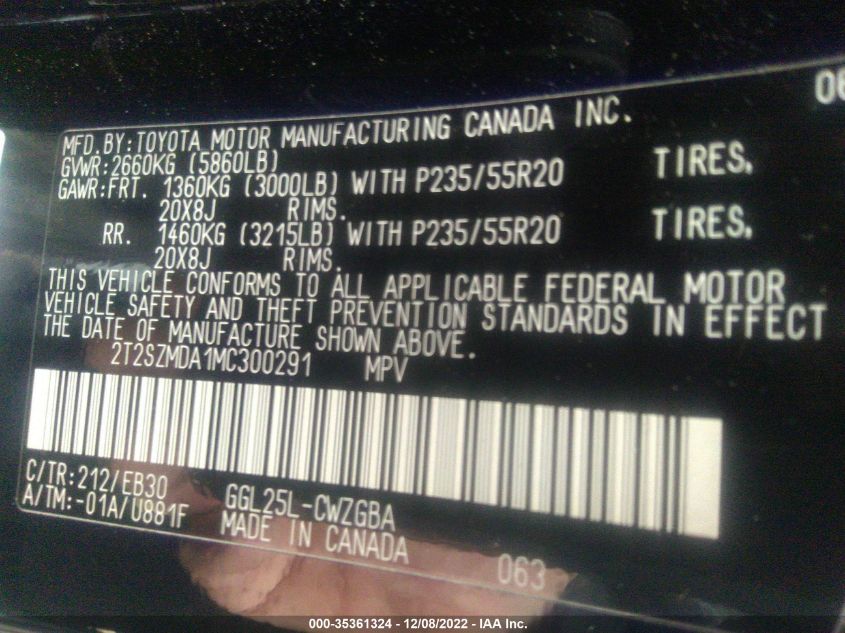 06
MFD.BY:TOYOTA MOTOR MANUFACTURING CANADA INC.
GVWR:2660KG (5860LB)
GAWR:FRT. 1360KG (3000LB) WITH P235/55R20 TIRES,
20X8J RIMS.
RR. 1460KG (3215LB) WITH P235/55R20 TIRES,
20X8J RIMS.
THIS VEHICLE CONFORMS TO ALL APPLICABLE FEDERAL MOTOR
VEHICLE SAFETY AND THEFT PREVENTION STANDARDS IN EFFECT
THE DATE OF MANUFACTURE SHOWN ABOVE.
2T2SZMDA1MC300291 MPV
C/TR:212/EB30
A/TM:-01A/U881F
GGL25L-CWZGBA
MADE IN CANADA
063
000-35361324 - 12/08/2022 - IAA Inc.